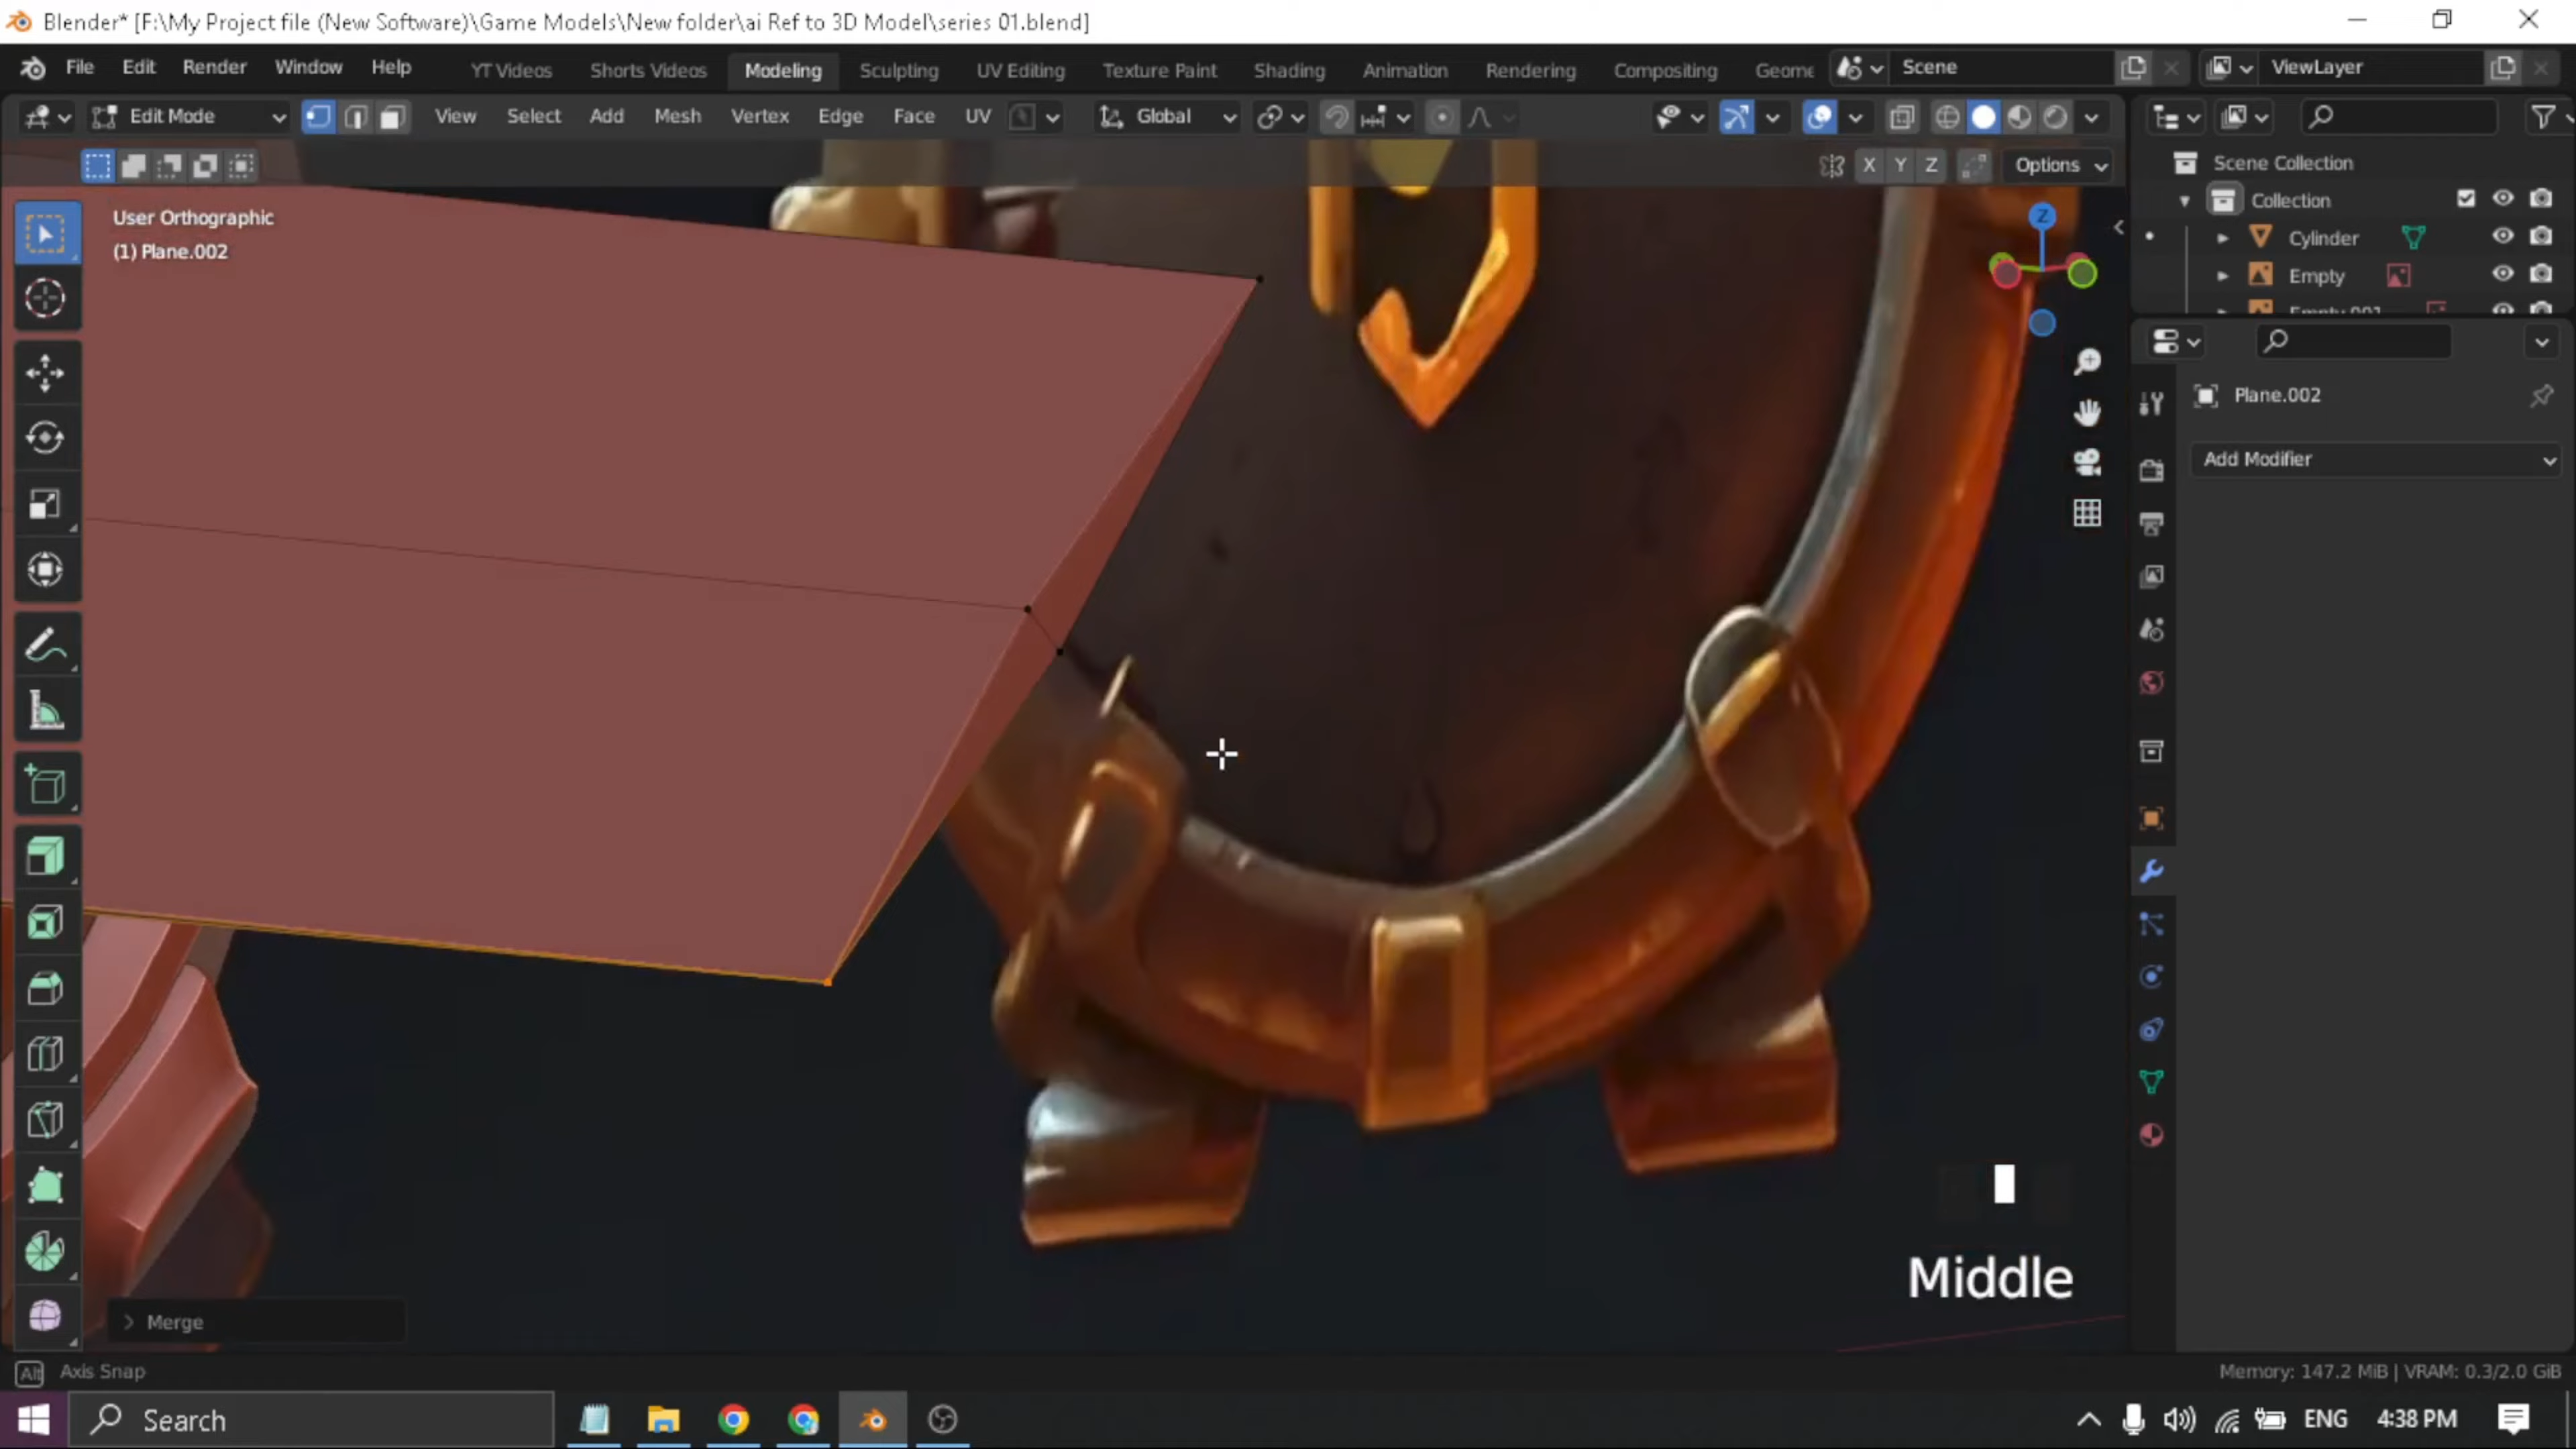 Blender* [F:\My Project file (New Software)\Game Models\New folder\ai Ref to 3D Model\series 01.blend]
File Edit Render Window Help YT Videos Shorts Videos Modeling Sculpting UV Editing Texture Paint Shading Animation Rendering Compositing Geome Scene ViewLayer
Edit Mode View Select Add Mesh Vertex Edge Face UV Global
X Y Z Options
Scene Collection
Collection
Cylinder
Empty
Empty.001
User Orthographic
(1) Plane.002
Z
Plane.002
Add Modifier
Middle
Merge
Alt Axis Snap
Memory: 147.2 MiB | VRAM: 0.3/2.0 GiB
Search
ENG 4:38 PM